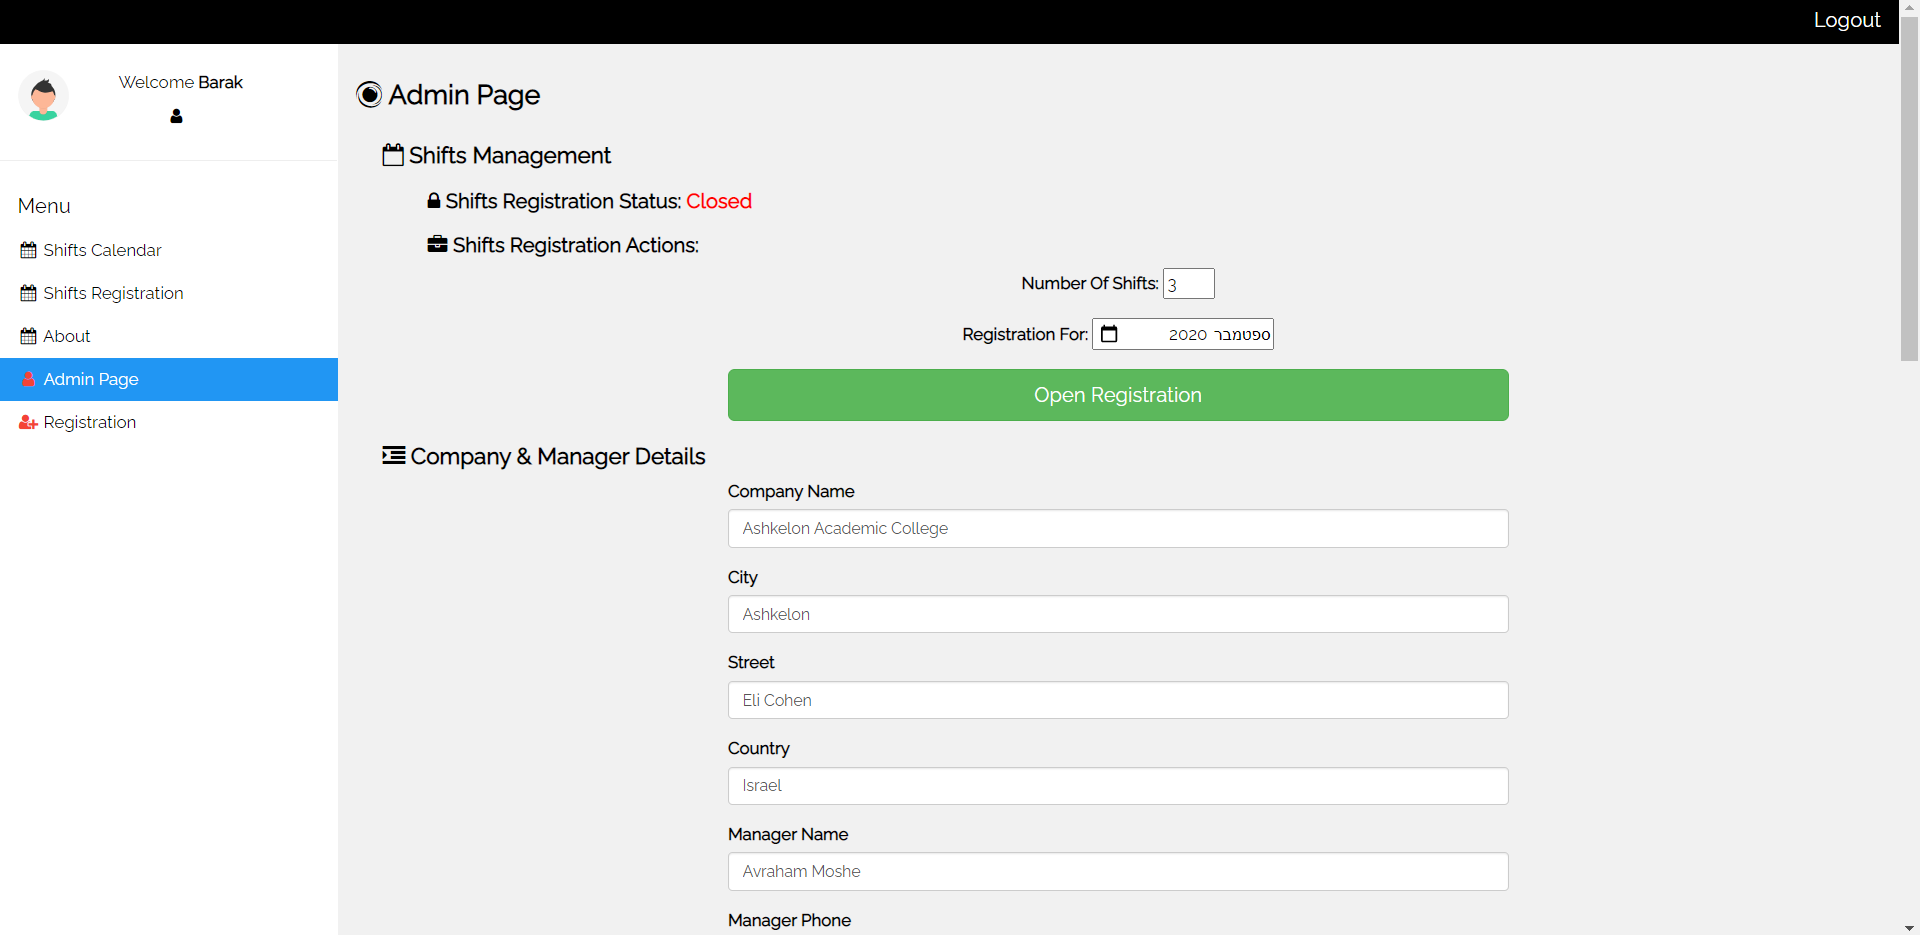 Logout
Welcome Barak
Menu
Shifts Calendar
Shifts Registration
About
Admin Page
Registration
Admin Page
Shifts Management
Shifts Registration Status: Closed
Shifts Registration Actions:
Number Of Shifts: 3
Registration For: ספטמבר 2020
Open Registration
Company & Manager Details
Company Name
Ashkelon Academic College
City
Ashkelon
Street
Eli Cohen
Country
Israel
Manager Name
Avraham Moshe
Manager Phone